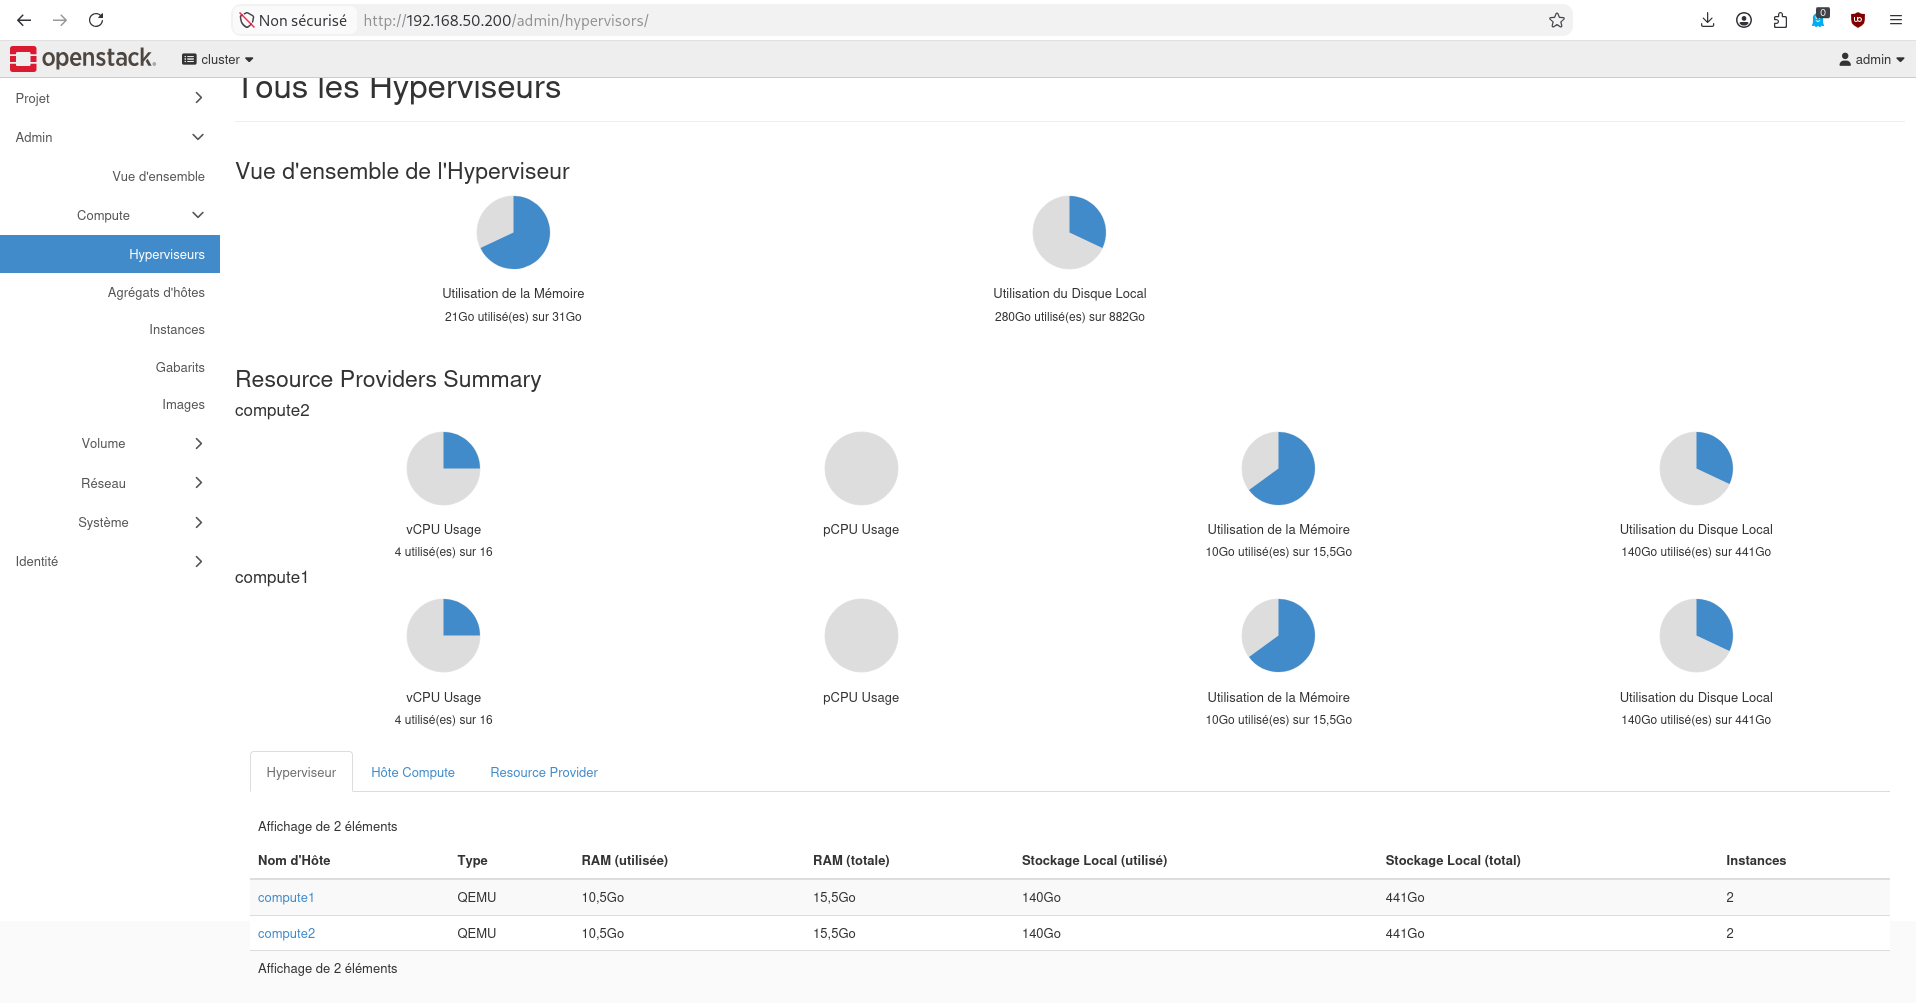 Non sécurisé http://192.168.50.200/admin/hypervisors/
0
openstack. cluster admin
Tous les Hyperviseurs
Projet
Admin
Vue d'ensemble
Compute
Hyperviseurs
Agrégats d'hôtes
Instances
Gabarits
Images
Volume
Réseau
Système
Identité
Vue d'ensemble de l'Hyperviseur
Utilisation de la Mémoire Utilisation du Disque Local
21Go utilisé(es) sur 31Go 280Go utilisé(es) sur 882Go
Resource Providers Summary
compute2
vCPU Usage pCPU Usage Utilisation de la Mémoire Utilisation du Disque Local
4 utilisé(es) sur 16 10Go utilisé(es) sur 15,5Go 140Go utilisé(es) sur 441Go
compute1
vCPU Usage pCPU Usage Utilisation de la Mémoire Utilisation du Disque Local
4 utilisé(es) sur 16 10Go utilisé(es) sur 15,5Go 140Go utilisé(es) sur 441Go
Hyperviseur Hôte Compute Resource Provider
Affichage de 2 éléments
Nom d'Hôte Type RAM (utilisée) RAM (totale) Stockage Local (utilisé) Stockage Local (total) Instances
compute1 QEMU 10,5Go 15,5Go 140Go 441Go 2
compute2 QEMU 10,5Go 15,5Go 140Go 441Go 2
Affichage de 2 éléments